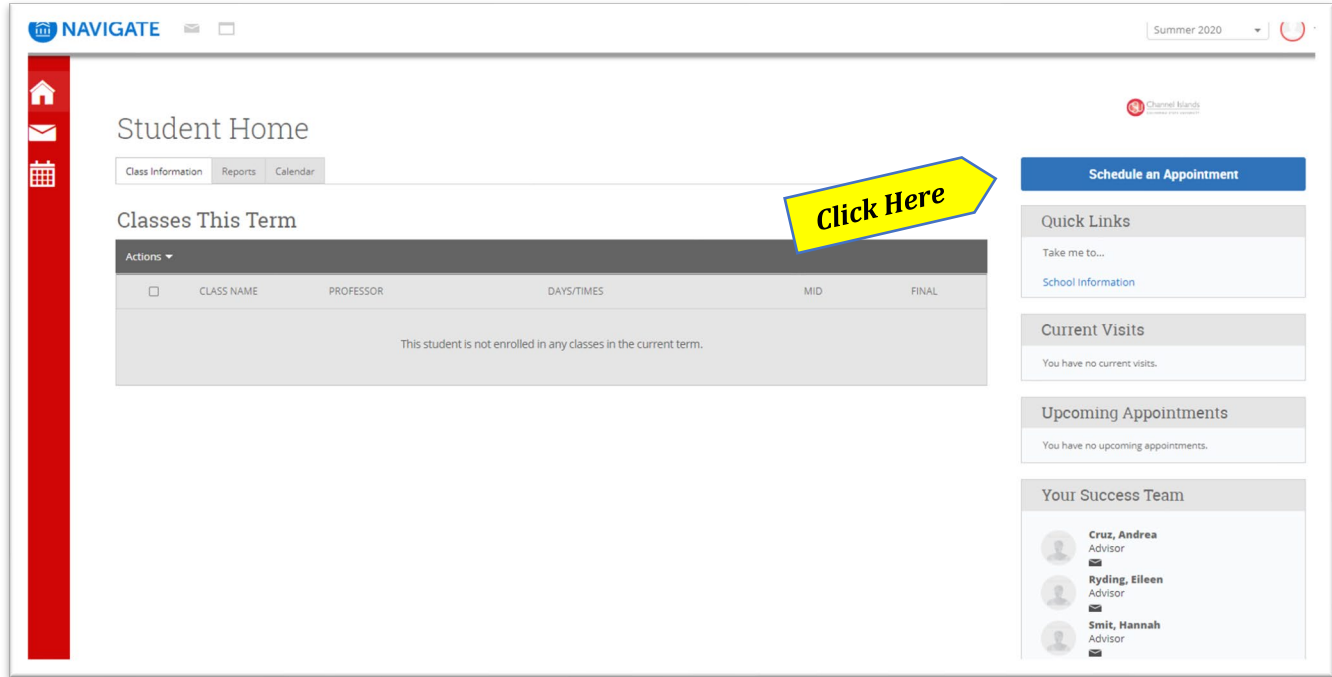 NAVIGATE
Summer 2020
Channel Islands
CALIFORNIA STATE UNIVERSITY
Student Home
Class Information Reports Calendar
Click Here
Schedule an Appointment
Classes This Term
Actions
CLASS NAME PROFESSOR DAYS/TIMES MID FINAL
This student is not enrolled in any classes in the current term.
Quick Links
Take me to...
School Information
Current Visits
You have no current visits.
Upcoming Appointments
You have no upcoming appointments.
Your Success Team
Cruz, Andrea
Advisor
Ryding, Eileen
Advisor
Smit, Hannah
Advisor